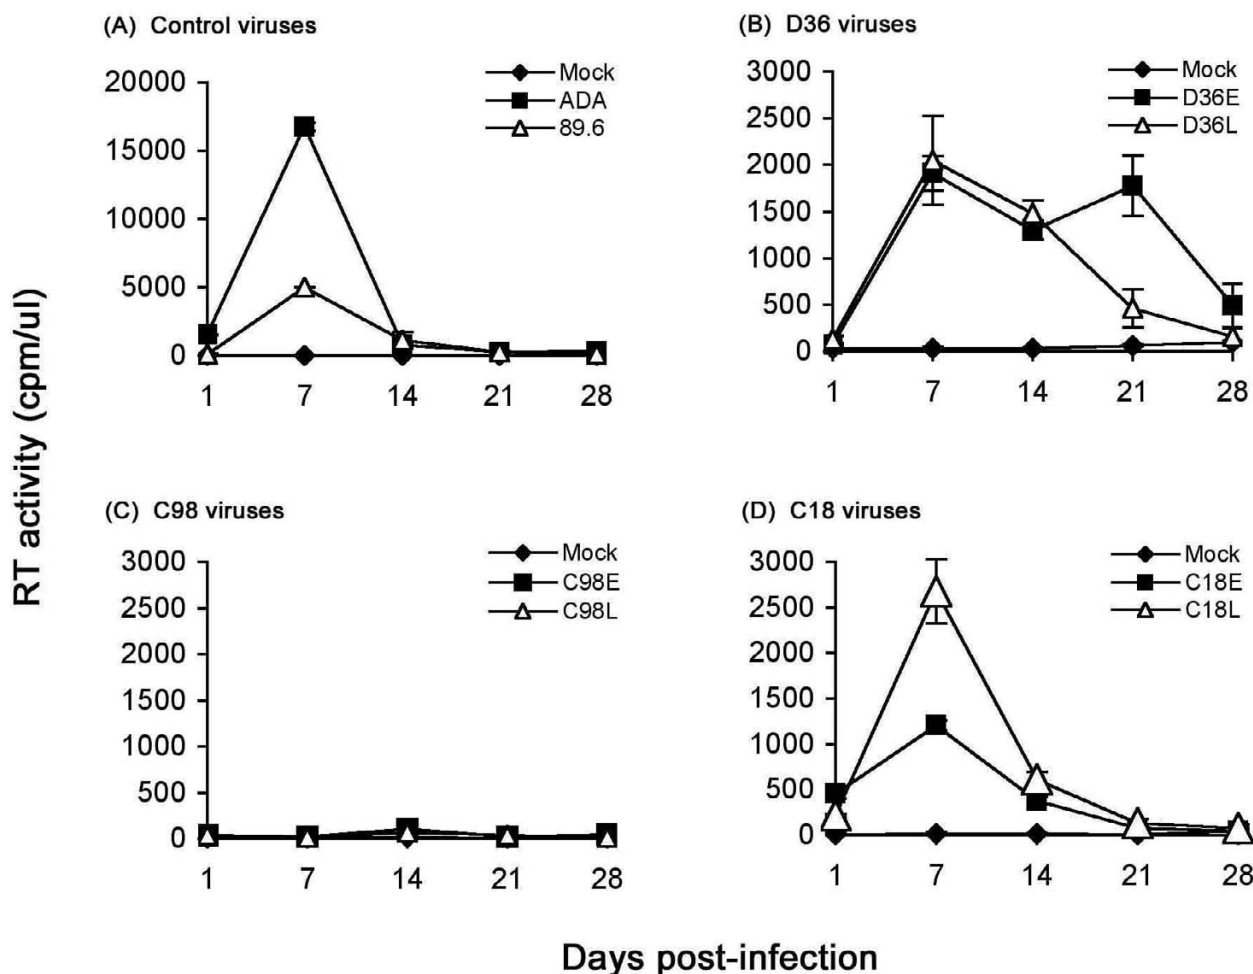 (A) Control viruses
Mock
ADA
89.6
20000
15000
10000
5000
0
1 7 14 21 28
(B) D36 viruses
Mock
D36E
D36L
3000
2500
2000
1500
1000
500
0
1 7 14 21 28
(C) C98 viruses
Mock
C98E
C98L
3000
2500
2000
1500
1000
500
0
1 7 14 21 28
(D) C18 viruses
Mock
C18E
C18L
3000
2500
2000
1500
1000
500
0
1 7 14 21 28
RT activity (cpm/ul)
Days post-infection